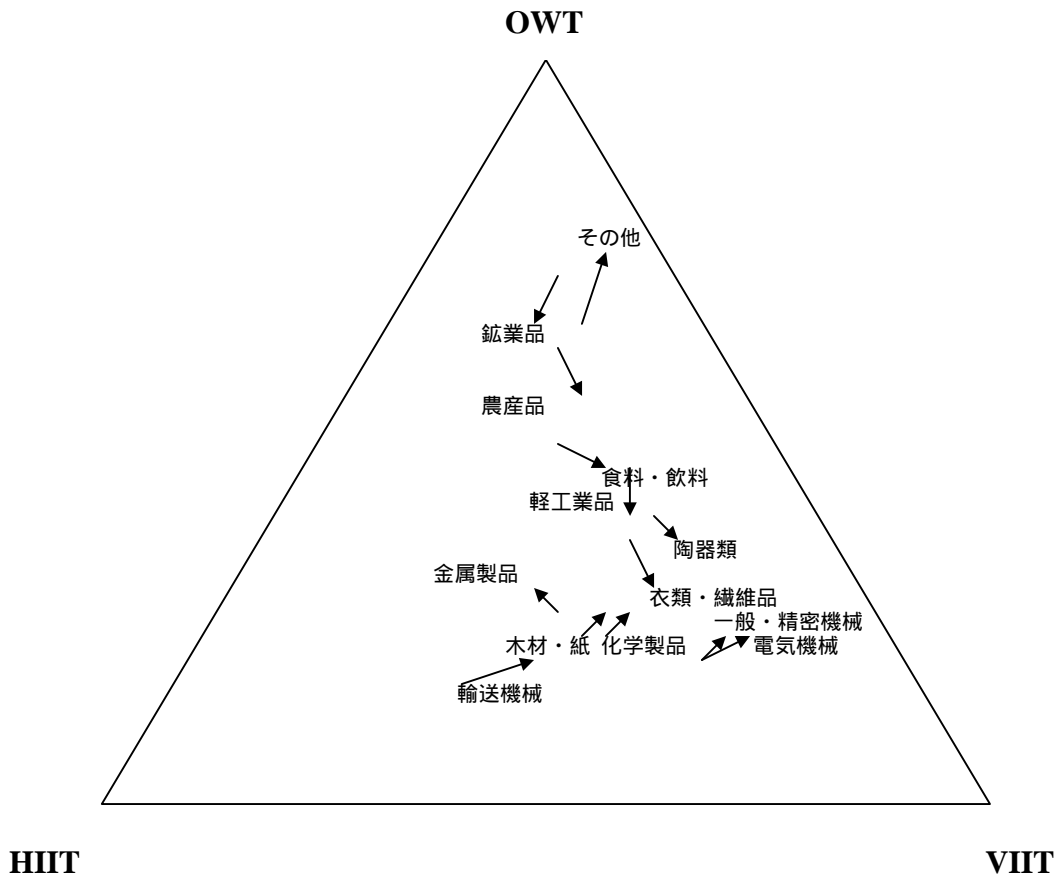 OWT
その他
鉱業品
農産品
食料・飲料
軽工業品
陶器類
金属製品
衣類・繊維品
一般・精密機械
木材・紙 化学製品 電気機械
輸送機械
HIIT VIIT